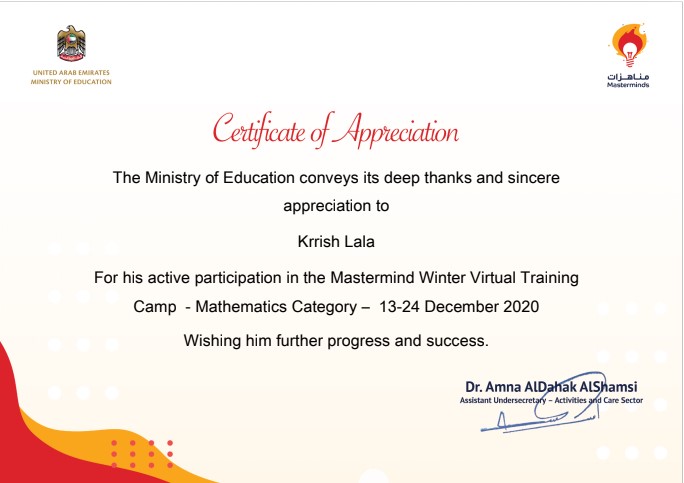 UNITED ARAB EMIRATES
MINISTRY OF EDUCATION
مناهزات
Masterminds
Certificate of Appreciation
The Ministry of Education conveys its deep thanks and sincere
appreciation to
Krrish Lala
For his active participation in the Mastermind Winter Virtual Training
Camp - Mathematics Category – 13-24 December 2020
Wishing him further progress and success.
Dr. Amna AlDahak AlShamsi
Assistant Undersecretary – Activities and Care Sector